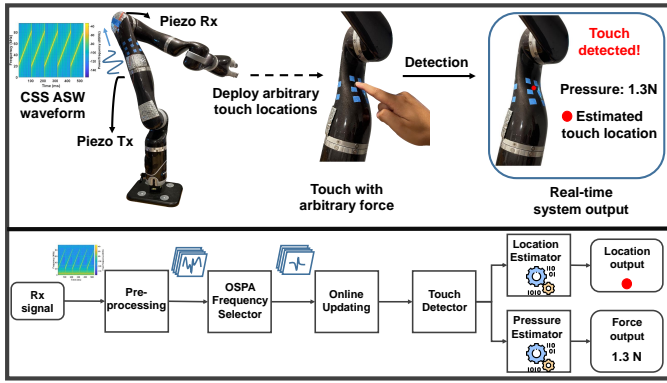 Piezo Rx
CSS ASW
waveform
Piezo Tx
Deploy arbitrary
touch locations
Touch with
arbitrary force
Detection
Touch
detected!
Pressure: 1.3N
Estimated
touch location
Real-time
system output
Rx
signal
Pre-
processing
OSPA
Frequency
Selector
Online
Updating
Touch
Detector
Location
Estimator
Location
output
Pressure
Estimator
Force
output
1.3 N